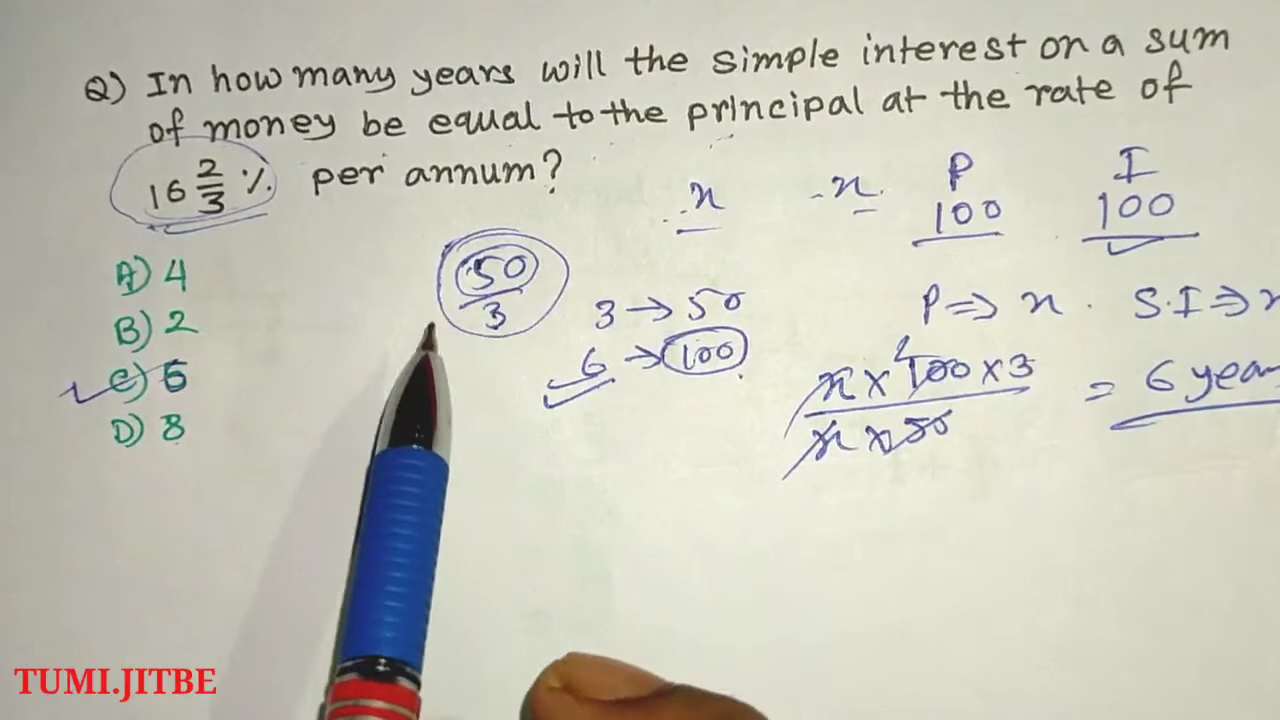 Q) In how many years will the simple interest on a sum
of money be equal to the principal at the rate of
16 2/3 % per annum?
A) 4
B) 2
C) 6
D) 8
50/3
3 → 50
6 → 100
x
x
P I
100 100
P ⇒ x . S.I ⇒ x
x × 100 × 3 / x × 50 = 6 year
TUMI.JITBE